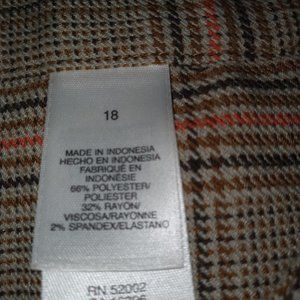 18
MADE IN INDONESIA
HECHO EN INDONESIA
FABRIQUÉ EN
INDONÉSIE
66% POLYESTER/
POLIESTER
32% RAYON/
VISCOSA/RAYONNE
2% SPANDEX/ELASTANO
RN 52002